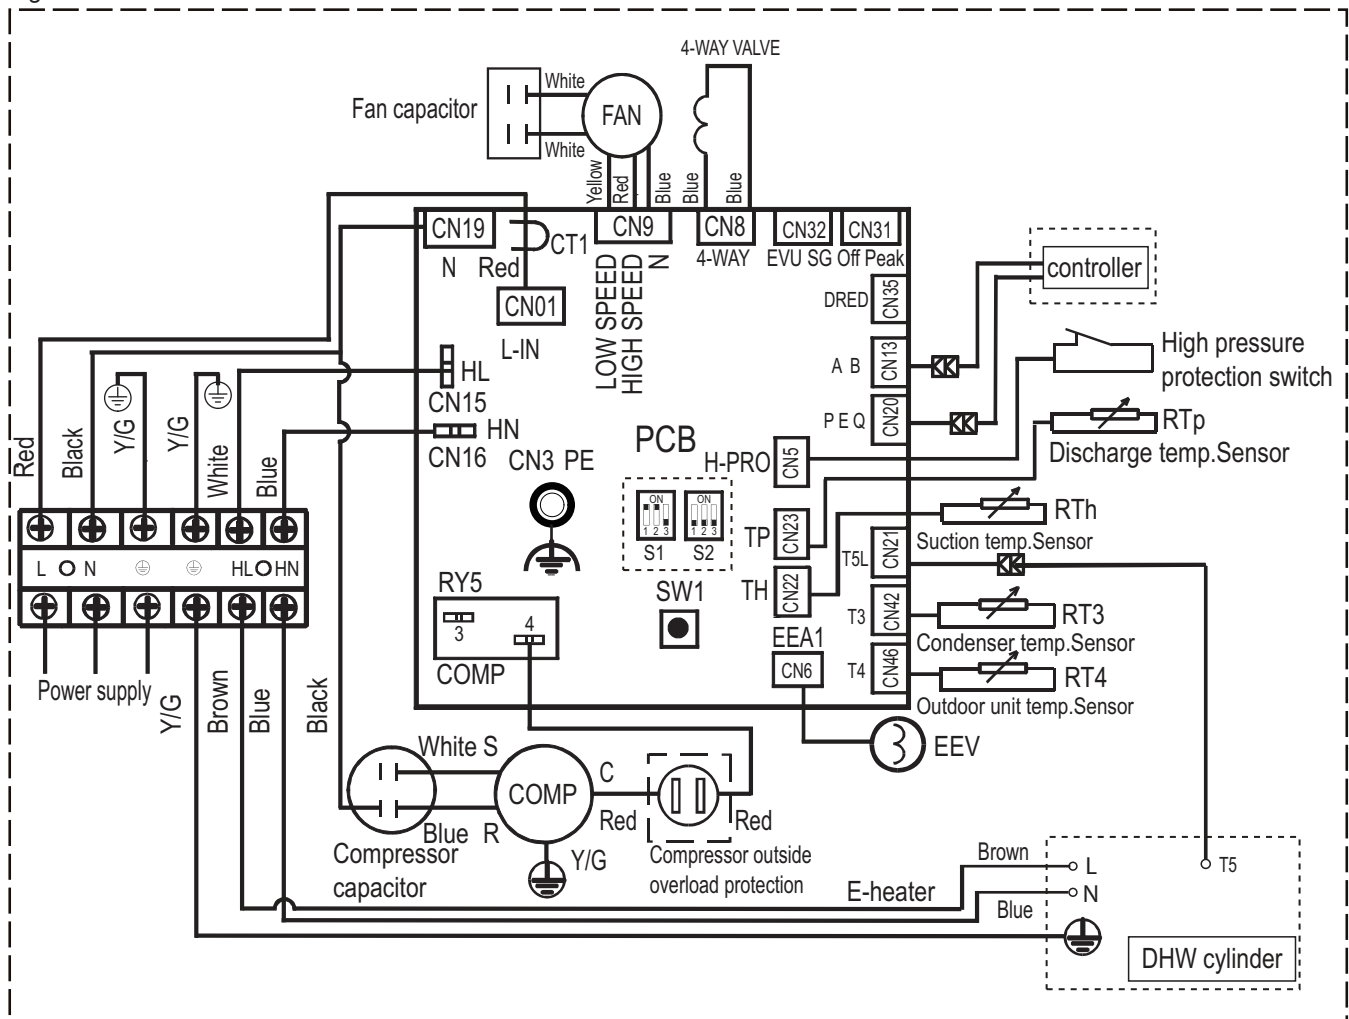 4-WAY VALVE
Fan capacitor
White
White
FAN
Yellow
Red
Blue
Blue
Blue
CN19
N
Red
CT1
CN01
L-IN
CN9
LOW SPEED
HIGH SPEED
N
CN8
4-WAY
CN32
EVU SG
CN31
Off Peak
DRED
CN35
A B
CN13
P E Q
CN20
controller
High pressure
protection switch
RTp
Discharge temp.Sensor
HL
CN15
HN
CN16
CN3 PE
PCB
H-PRO
CN5
ON
1 2 3
S1
ON
1 2 3
S2
SW1
TP
CN23
TH
CN22
RTh
Suction temp.Sensor
T5L
CN21
T3
CN42
RT3
Condenser temp.Sensor
T4
CN46
RT4
Outdoor unit temp.Sensor
EEA1
CN6
EEV
RY5
3
4
COMP
Red
Black
Y/G
Y/G
White
Blue
L N HL HN
Power supply
Y/G
Brown
Blue
Black
White S
COMP
C
Red
Red
Blue R
Y/G
Compressor
capacitor
Compressor outside
overload protection
E-heater
Brown
L
N
Blue
T5
DHW cylinder